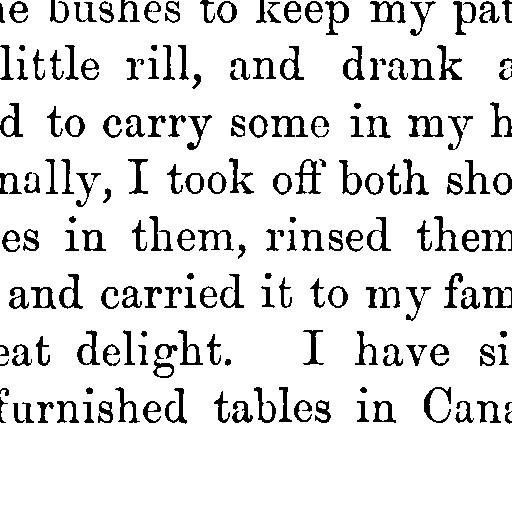 he bushes to keep my pat
little rill, and drank a
d to carry some in my h
nally, I took off both sho
es in them, rinsed them
and carried it to my fam
eat delight. I have si
furnished tables in Cana